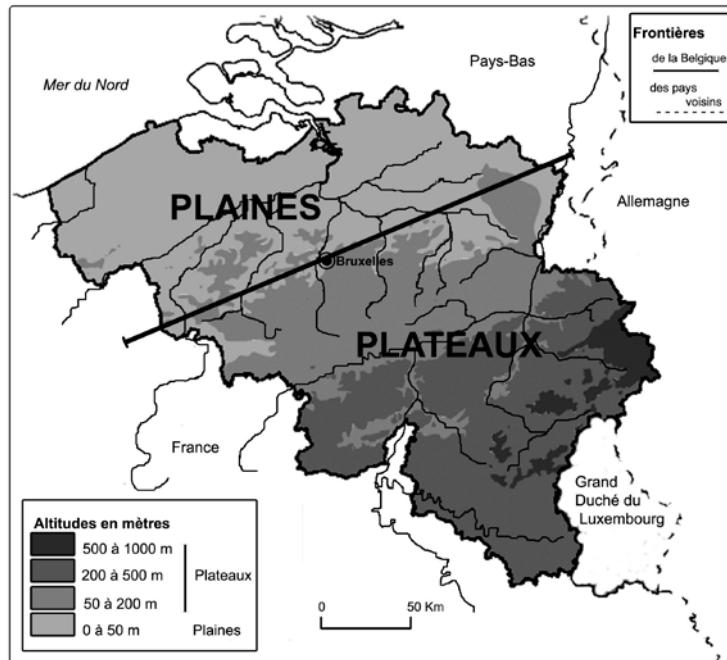 Frontières
de la Belgique
des pays
voisins
Pays-Bas
Mer du Nord
Allemagne
PLAINES
Bruxelles
PLATEAUX
France
Grand
Duché du
Luxembourg
Altitudes en mètres
500 à 1000 m
200 à 500 m
Plateaux
50 à 200 m
0 à 50 m
Plaines
0
50 Km